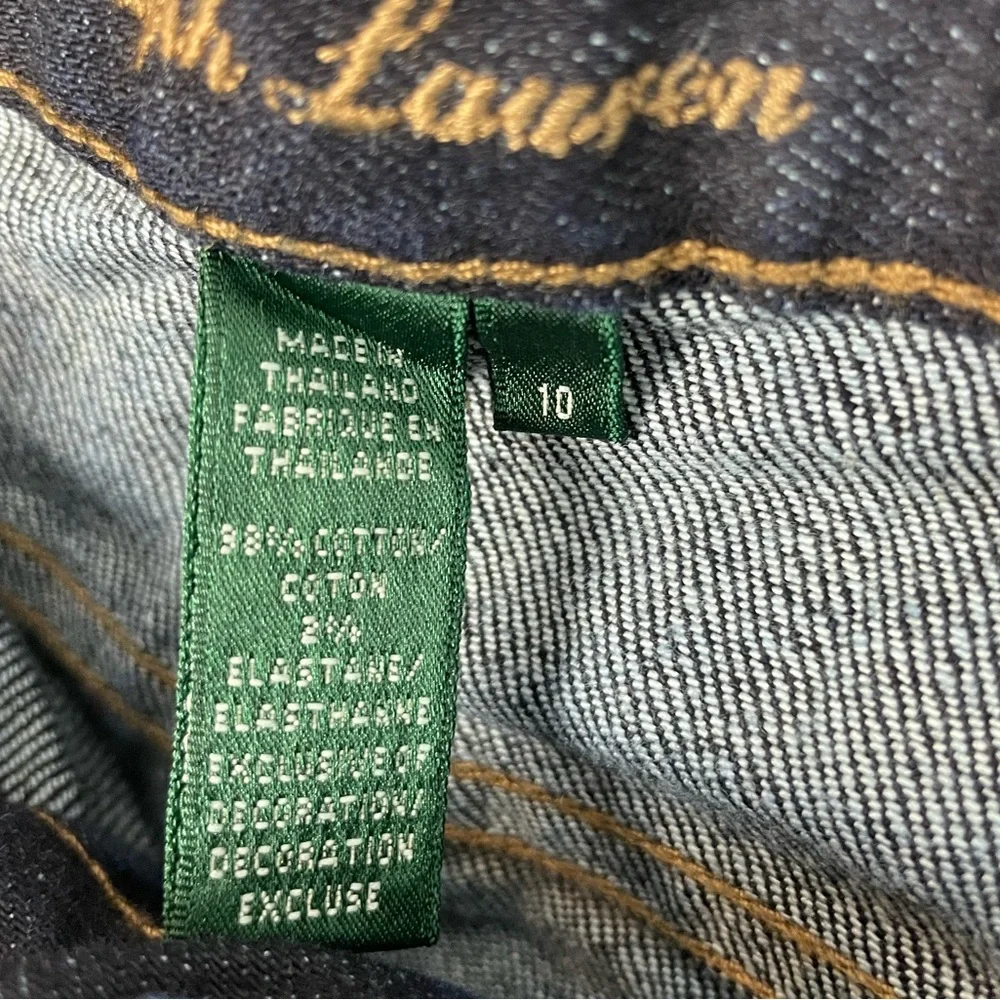 Lauren
MADE IN
THAILAND
FABRIQUE EN
THAILANDE
10
98% COTTON/
COTON
2%
ELASTANE/
ELASTHANNE
EXCLUSIVE OF
DECORATION/
DECORATION
EXCLUSE